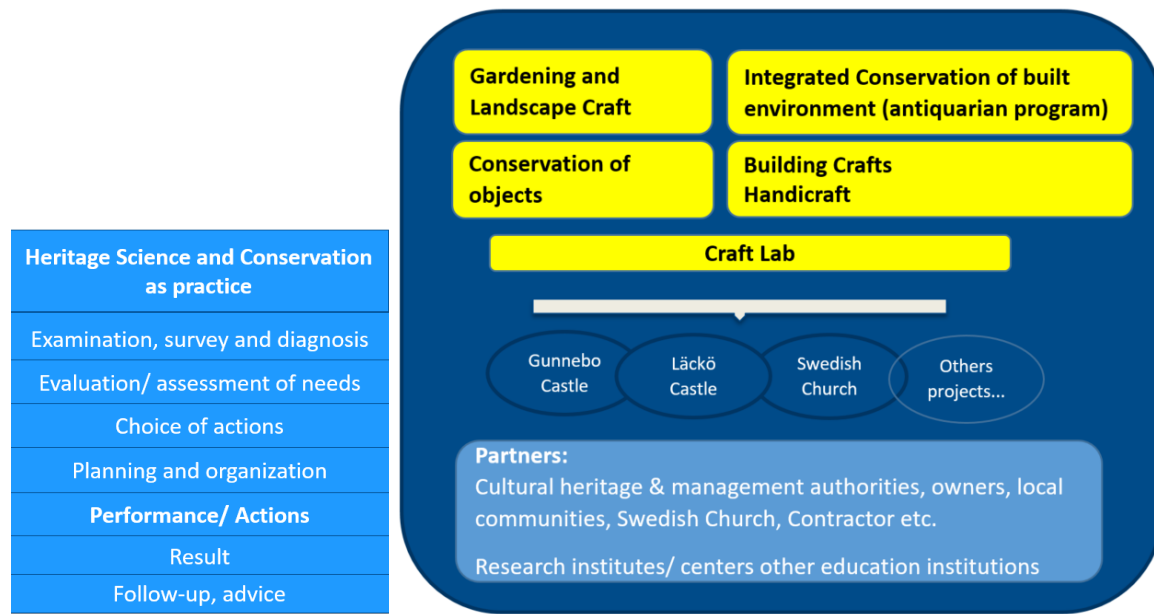 Heritage Science and Conservation
as practice
Examination, survey and diagnosis
Evaluation/ assessment of needs
Choice of actions
Planning and organization
Performance/ Actions
Result
Follow-up, advice
Gardening and
Landscape Craft
Integrated Conservation of built
environment (antiquarian program)
Conservation of
objects
Building Crafts
Handicraft
Craft Lab
Gunnebo
Castle
Läckö
Castle
Swedish
Church
Others
projects...
Partners:
Cultural heritage & management authorities, owners, local
communities, Swedish Church, Contractor etc.
Research institutes/ centers other education institutions